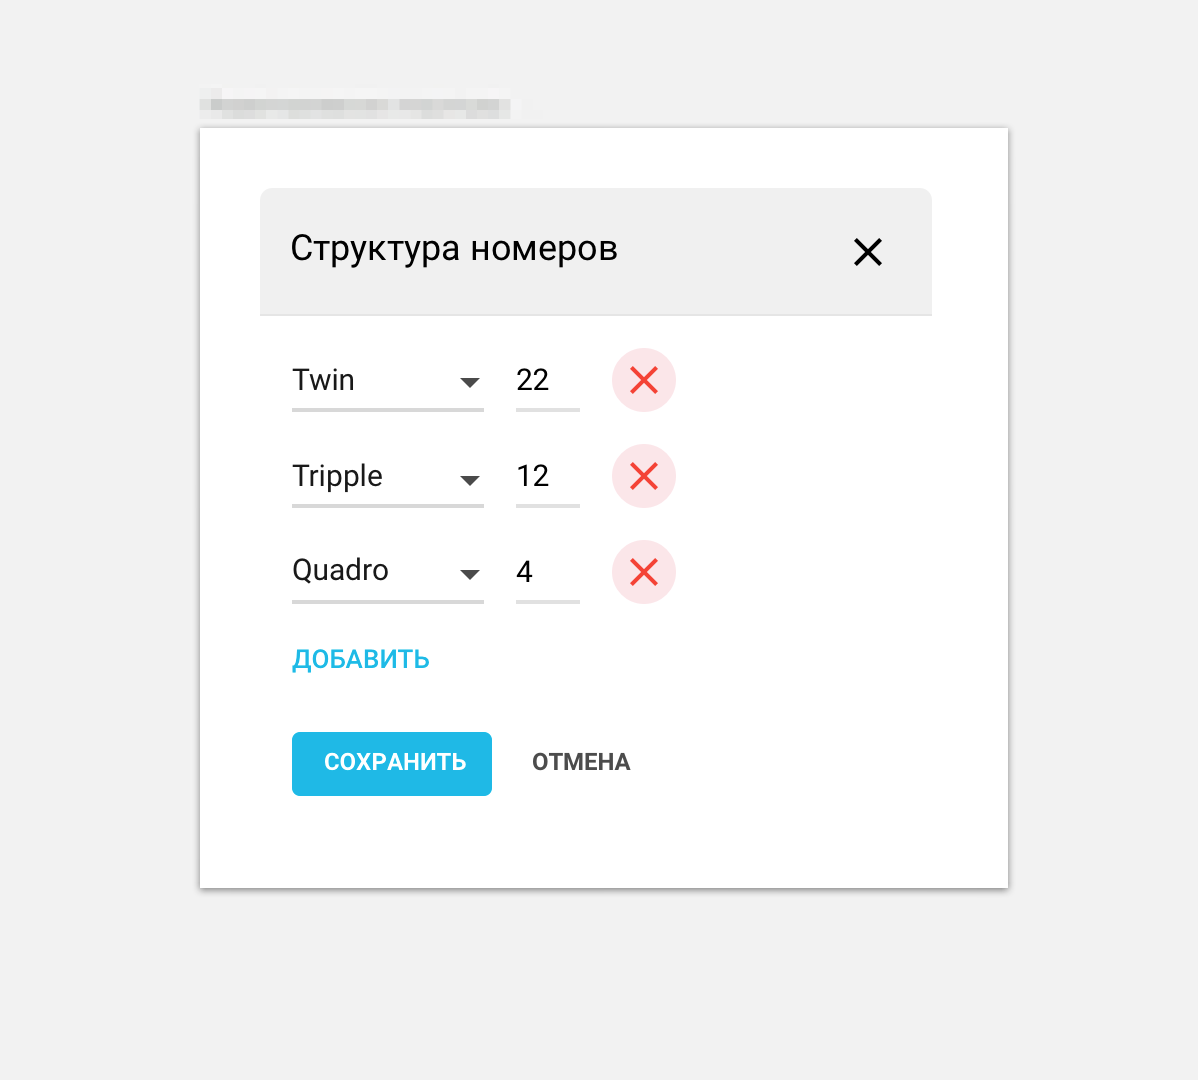 Структура номеров
Twin 22
Tripple 12
Quadro 4
ДОБАВИТЬ
СОХРАНИТЬ ОТМЕНА